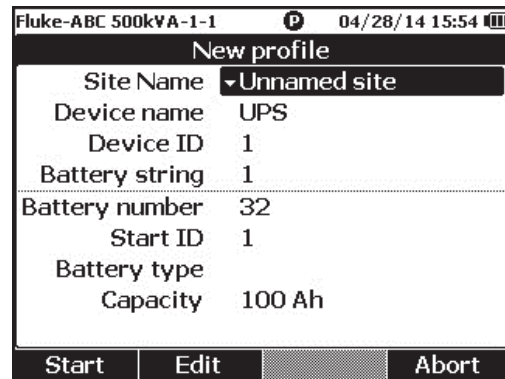 Fluke-ABC 500kVA-1-1 P 04/28/14 15:54
New profile
Site Name Unnamed site
Device name UPS
Device ID 1
Battery string 1
Battery number 32
Start ID 1
Battery type
Capacity 100 Ah
Start Edit Abort